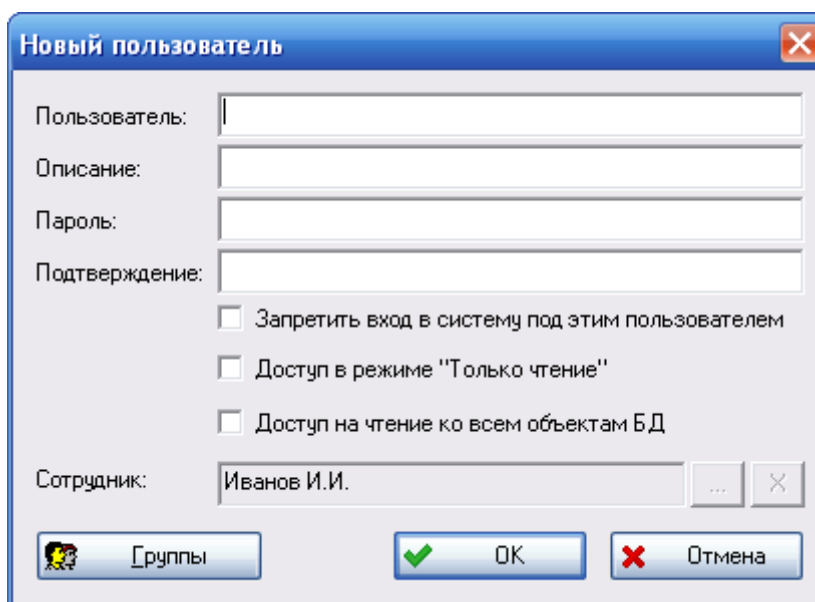 Новый пользователь
Пользователь:
Описание:
Пароль:
Подтверждение:
Запретить вход в систему под этим пользователем
Доступ в режиме "Только чтение"
Доступ на чтение ко всем объектам БД
Сотрудник: Иванов И.И. ...
Группы OK Отмена